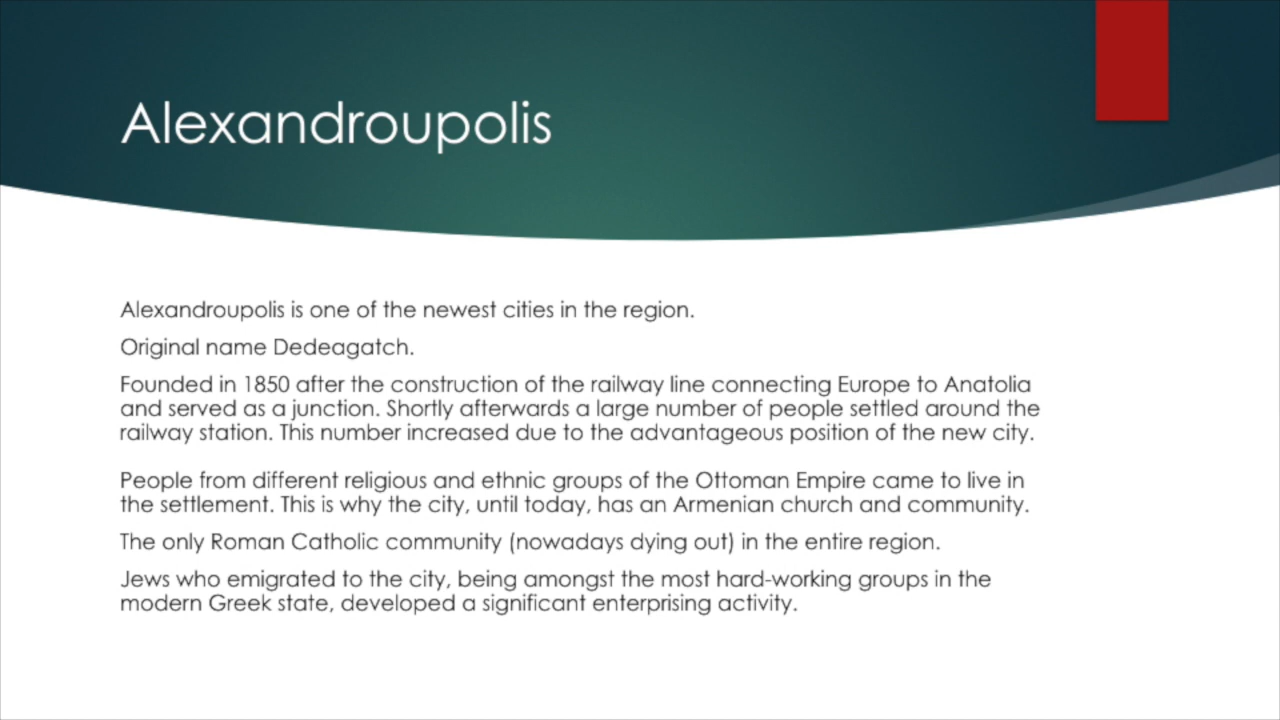 Alexandroupolis
Alexandroupolis is one of the newest cities in the region.
Original name Dedeagatch.
Founded in 1850 after the construction of the railway line connecting Europe to Anatolia
and served as a junction. Shortly afterwards a large number of people settled around the
railway station. This number increased due to the advantageous position of the new city.
People from different religious and ethnic groups of the Ottoman Empire came to live in
the settlement. This is why the city, until today, has an Armenian church and community.
The only Roman Catholic community (nowadays dying out) in the entire region.
Jews who emigrated to the city, being amongst the most hard-working groups in the
modern Greek state, developed a significant enterprising activity.